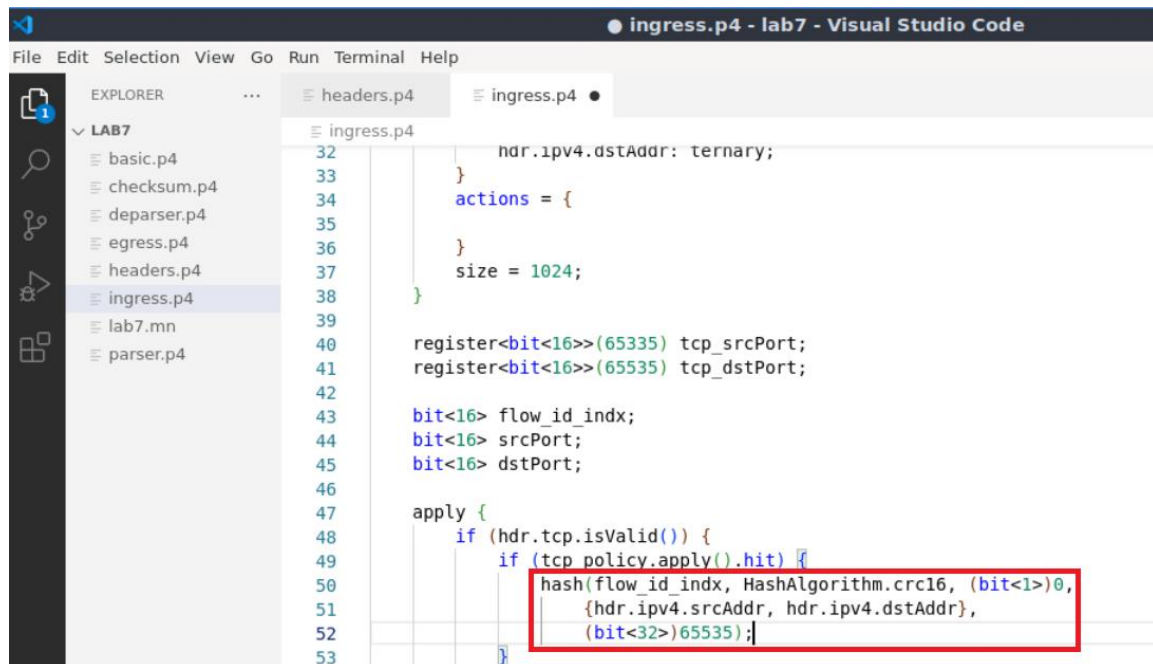 ● ingress.p4 - lab7 - Visual Studio Code
File Edit Selection View Go Run Terminal Help
EXPLORER ...
headers.p4
ingress.p4 ●
1
LAB7
ingress.p4
basic.p4
checksum.p4
deparser.p4
egress.p4
headers.p4
ingress.p4
lab7.mn
parser.p4
32 hdr.ipv4.dstAddr: ternary;
33 }
34 actions = {
35
36 }
37 size = 1024;
38 }
39
40 register<bit<16>>(65335) tcp_srcPort;
41 register<bit<16>>(65535) tcp_dstPort;
42
43 bit<16> flow_id_indx;
44 bit<16> srcPort;
45 bit<16> dstPort;
46
47 apply {
48 if (hdr.tcp.isValid()) {
49 if (tcp_policy.apply().hit) {
50 hash(flow_id_indx, HashAlgorithm.crc16, (bit<1>)0,
51 {hdr.ipv4.srcAddr, hdr.ipv4.dstAddr},
52 (bit<32>)65535);
53 }